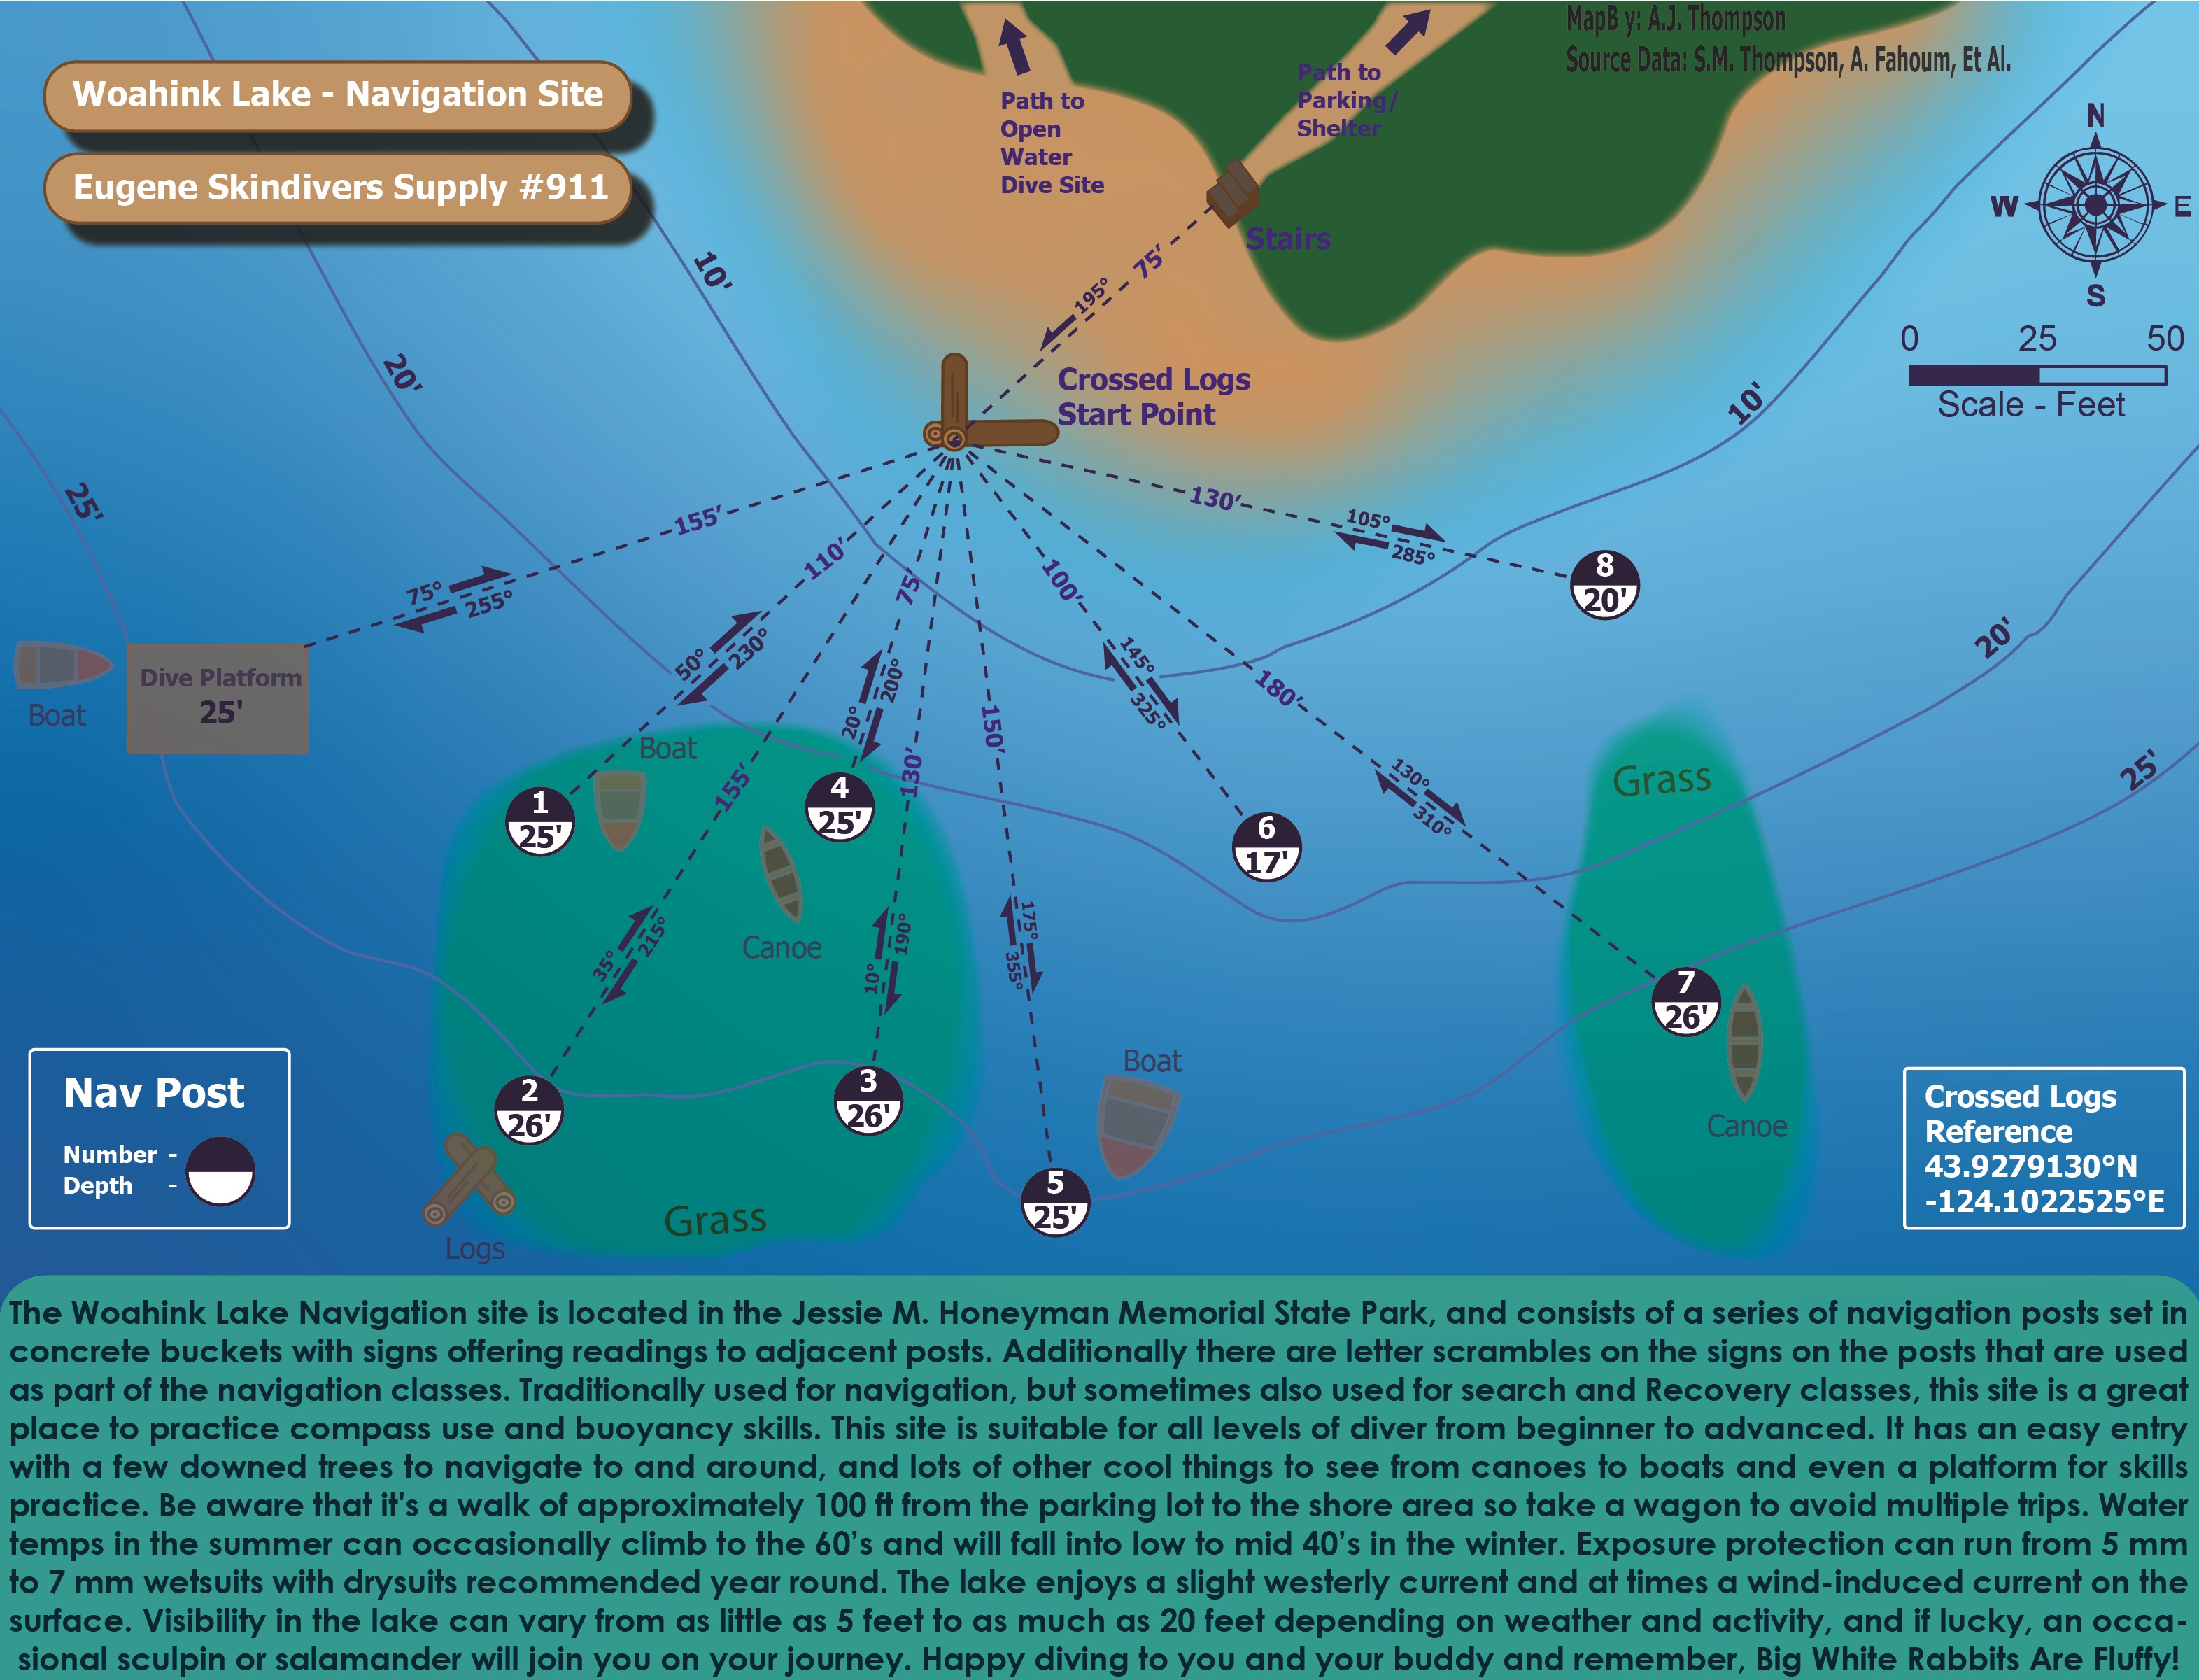 MapB y: A.J. Thompson
Source Data: S.M. Thompson, A. Fahoum, Et Al.
Woahink Lake - Navigation Site
Eugene Skindivers Supply #911
Path to
Open
Water
Dive Site
Path to
Parking/
Shelter
Stairs
N
W
E
S
0 25 50
Scale - Feet
75'
195°
Crossed Logs
Start Point
10'
20'
25'
10'
20'
25'
155'
75°
255°
110'
50°
230°
155'
35°
215°
75'
20°
200°
130'
10°
190°
150'
175°
355°
100'
145°
325°
180'
130°
310°
130'
105°
285°
8
20'
Boat
Dive Platform
25'
Boat
1
25'
4
25'
Canoe
6
17'
Grass
7
26'
Canoe
2
26'
3
26'
Boat
5
25'
Logs
Grass
Nav Post
Number -
Depth -
Crossed Logs
Reference
43.9279130°N
-124.1022525°E
The Woahink Lake Navigation site is located in the Jessie M. Honeyman Memorial State Park, and consists of a series of navigation posts set in
concrete buckets with signs offering readings to adjacent posts. Additionally there are letter scrambles on the signs on the posts that are used
as part of the navigation classes. Traditionally used for navigation, but sometimes also used for search and Recovery classes, this site is a great
place to practice compass use and buoyancy skills. This site is suitable for all levels of diver from beginner to advanced. It has an easy entry
with a few downed trees to navigate to and around, and lots of other cool things to see from canoes to boats and even a platform for skills
practice. Be aware that it's a walk of approximately 100 ft from the parking lot to the shore area so take a wagon to avoid multiple trips. Water
temps in the summer can occasionally climb to the 60's and will fall into low to mid 40's in the winter. Exposure protection can run from 5 mm
to 7 mm wetsuits with drysuits recommended year round. The lake enjoys a slight westerly current and at times a wind-induced current on the
surface. Visibility in the lake can vary from as little as 5 feet to as much as 20 feet depending on weather and activity, and if lucky, an occa-
sional sculpin or salamander will join you on your journey. Happy diving to you and your buddy and remember, Big White Rabbits Are Fluffy!